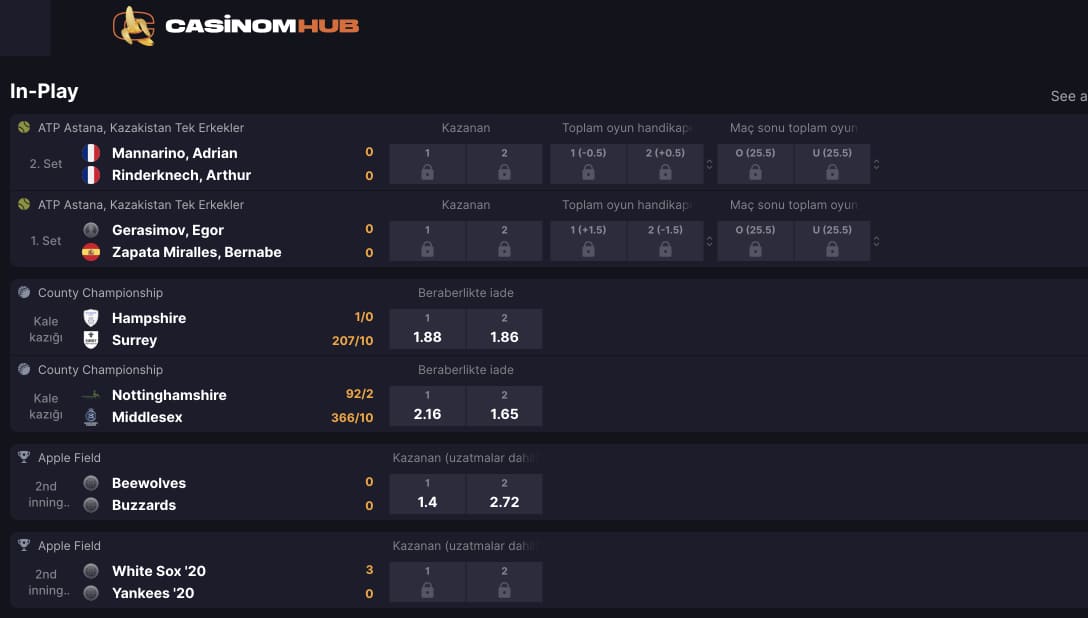 CASİNOMHUB
In-Play
See a
ATP Astana, Kazakistan Tek Erkekler
Kazanan
Toplam oyun handikap
Maç sonu toplam oyun
2. Set
Mannarino, Adrian 0
Rinderknech, Arthur 0
1 2
1 (-0.5) 2 (+0.5)
O (25.5) U (25.5)
ATP Astana, Kazakistan Tek Erkekler
Kazanan
Toplam oyun handikap
Maç sonu toplam oyun
1. Set
Gerasimov, Egor 0
Zapata Miralles, Bernabe 0
1 2
1 (+1.5) 2 (-1.5)
O (25.5) U (25.5)
County Championship
Beraberlikte iade
Kale
kazığı
Hampshire 1/0
Surrey 207/10
1 2
1.88 1.86
County Championship
Beraberlikte iade
Kale
kazığı
Nottinghamshire 92/2
Middlesex 366/10
1 2
2.16 1.65
Apple Field
Kazanan (uzatmalar dahi
2nd
inning..
Beewolves 0
Buzzards 0
1 2
1.4 2.72
Apple Field
Kazanan (uzatmalar dahi
2nd
inning..
White Sox '20 3
Yankees '20 0
1 2